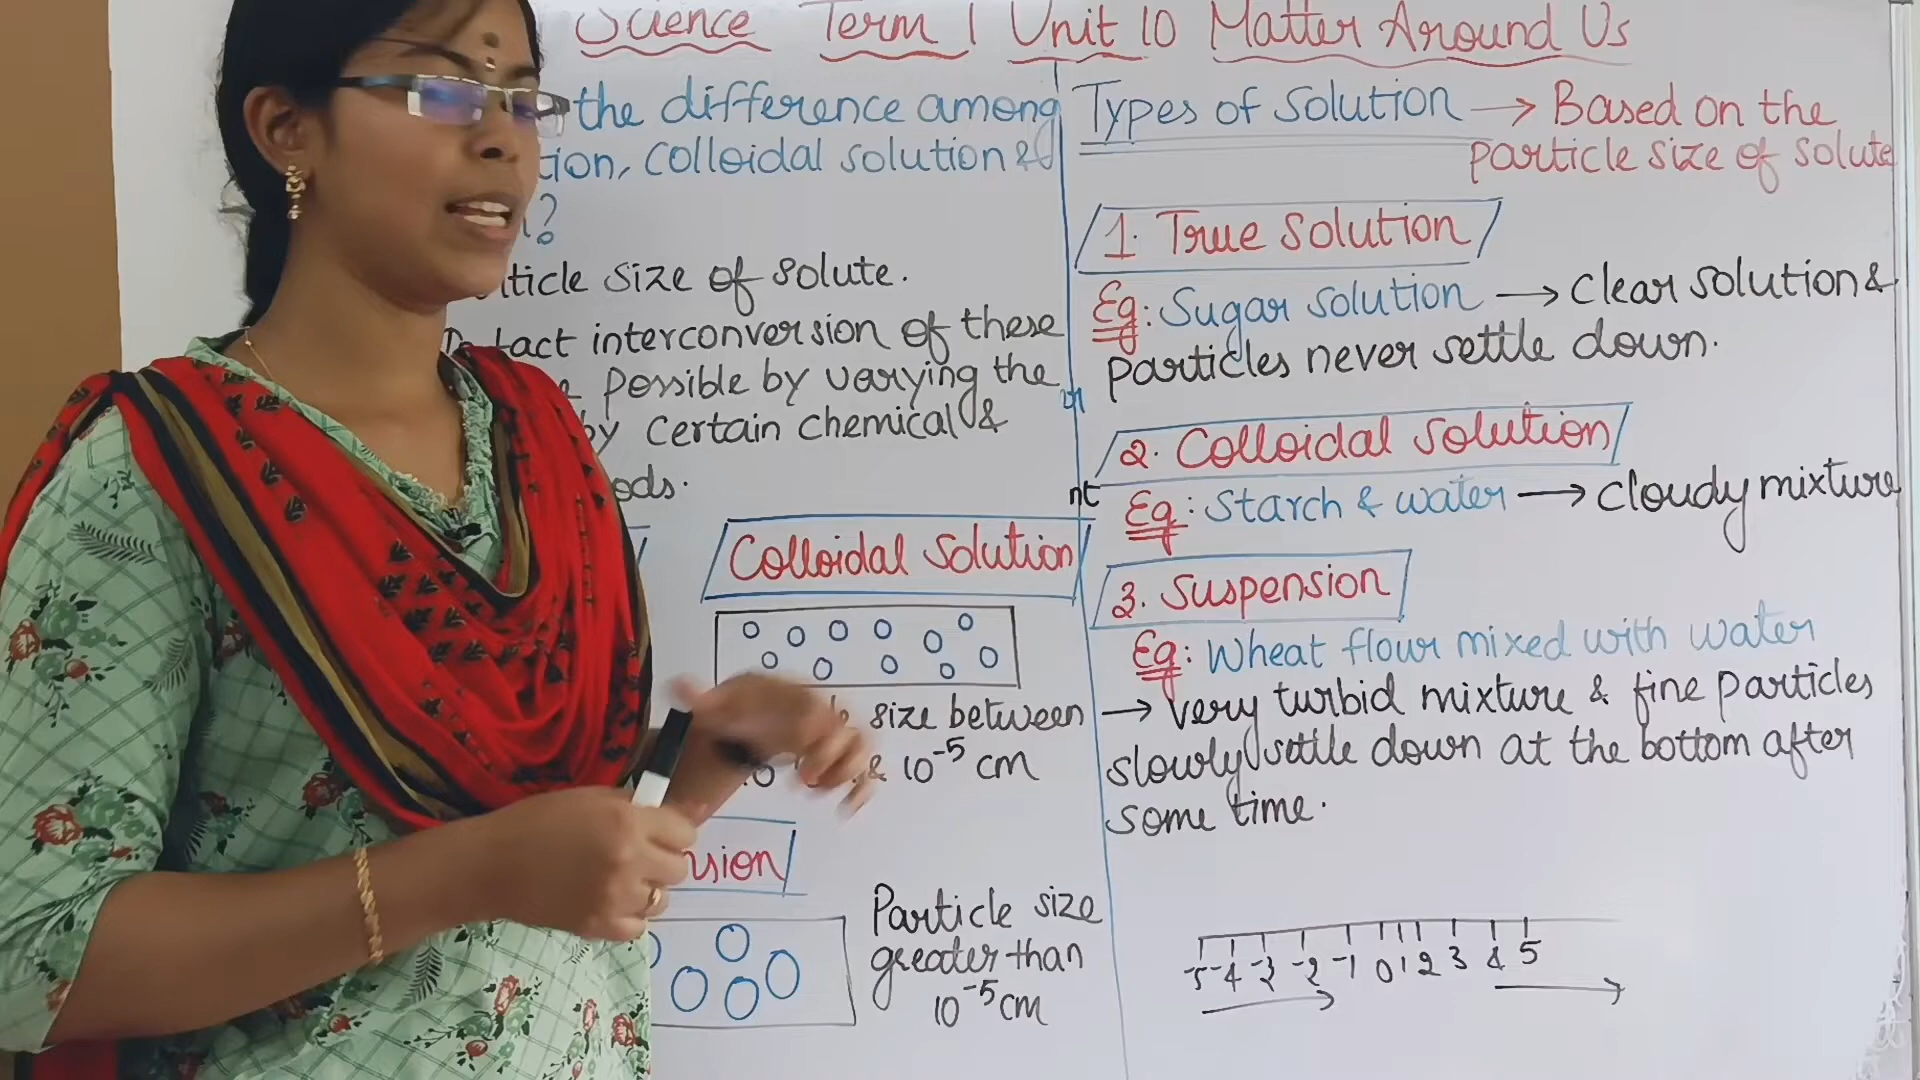 Science Term 1 Unit 10 Matter Around Us
the difference among
tion, colloidal solution &
?
ticle size of solute.
fact interconversion of these
possible by varying the
by certain chemical &
ods.
Colloidal Solution
size between
& 10⁻⁵ cm
nsion
Particle size
greater than
10⁻⁵ cm
Types of Solution → Based on the
particle size of solute
1. True Solution
Eg: Sugar solution → clear solution &
particles never settle down.
2. Colloidal Solution
nt
Eg: Starch & water → cloudy mixture
3. Suspension
Eg: Wheat flour mixed with water
→ very turbid mixture & fine particles
slowly settle down at the bottom after
some time.
-5 -4 -3 -2 -1 0 1 2 3 4 5